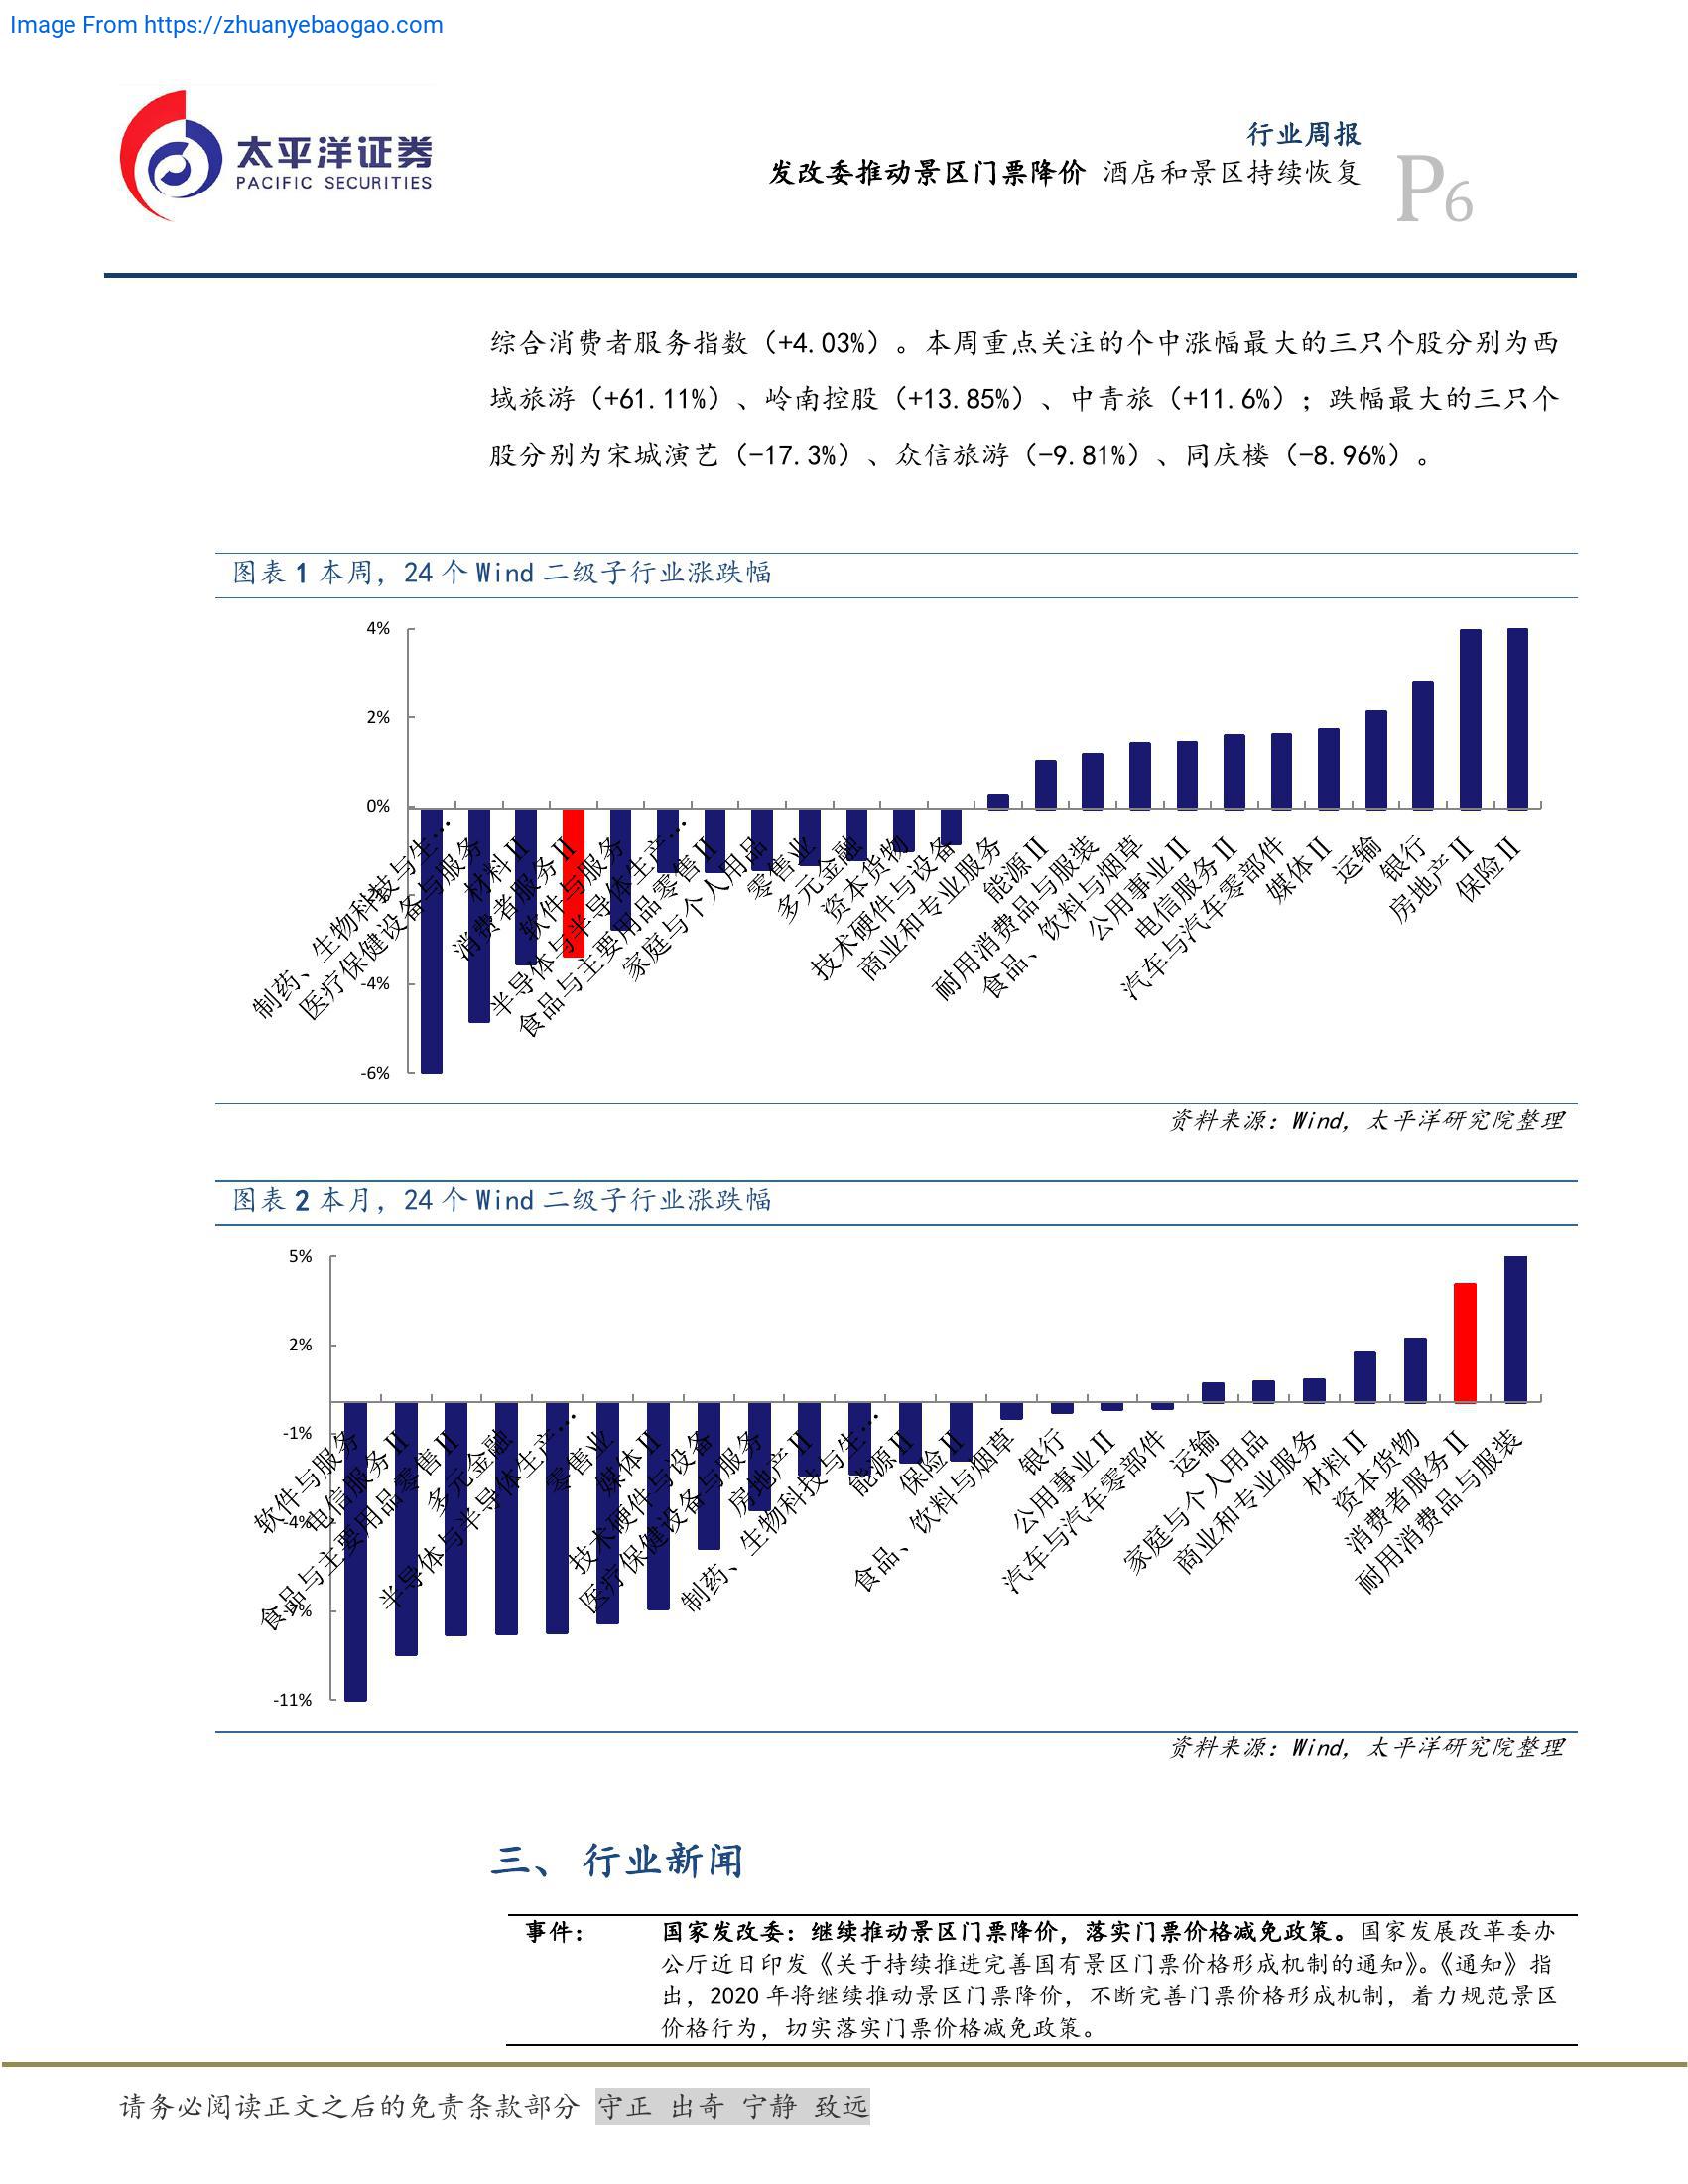 Image From https://zhuanyebaogao.com
太平洋证券
PACIFIC SECURITIES
行业周报
发改委推动景区门票降价 酒店和景区持续恢复
P6
综合消费者服务指数（+4.03%）。本周重点关注的个中涨幅最大的三只个股分别为西
域旅游（+61.11%）、岭南控股（+13.85%）、中青旅（+11.6%）；跌幅最大的三只个
股分别为宋城演艺（-17.3%）、众信旅游（-9.81%）、同庆楼（-8.96%）。
图表 1 本周，24 个 Wind 二级子行业涨跌幅
4%
2%
0%
-4%
-6%
制药、生物科技与生…
医疗保健设备与服务
材料Ⅱ
消费者服务Ⅱ
软件与服务
半导体与半导体生产…
食品与主要用品零售Ⅱ
家庭与个人用品
零售业
多元金融
资本货物
技术硬件与设备
商业和专业服务
能源Ⅱ
耐用消费品与服装
食品、饮料与烟草
公用事业Ⅱ
电信服务Ⅱ
汽车与汽车零部件
媒体Ⅱ
运输
银行
房地产Ⅱ
保险Ⅱ
资料来源：Wind，太平洋研究院整理
图表 2 本月，24 个 Wind 二级子行业涨跌幅
5%
2%
-1%
-4%
-11%
软件与服务
电信服务Ⅱ
食品与主要用品零售Ⅱ
多元金融
半导体与半导体生产…
零售业
媒体Ⅱ
技术硬件与设备
医疗保健设备与服务
房地产Ⅱ
制药、生物科技与生…
能源Ⅱ
保险Ⅱ
食品、饮料与烟草
银行
公用事业Ⅱ
汽车与汽车零部件
运输
家庭与个人用品
商业和专业服务
材料Ⅱ
资本货物
消费者服务Ⅱ
耐用消费品与服装
资料来源：Wind，太平洋研究院整理
三、 行业新闻
事件： 国家发改委：继续推动景区门票降价，落实门票价格减免政策。国家发展改革委办
公厅近日印发《关于持续推进完善国有景区门票价格形成机制的通知》。《通知》指
出，2020 年将继续推动景区门票降价，不断完善门票价格形成机制，着力规范景区
价格行为，切实落实门票价格减免政策。
请务必阅读正文之后的免责条款部分 守正 出奇 宁静 致远